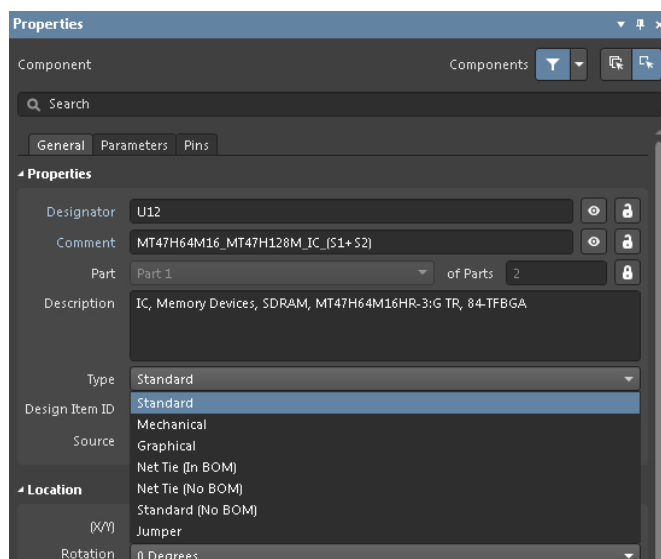 Properties
Component Components
Search
General Parameters Pins
Properties
Designator U12
Comment MT47H64M16_MT47H128M_IC_(S1+S2)
Part Part 1 of Parts 2
Description IC, Memory Devices, SDRAM, MT47H64M16HR-3:G TR, 84-TFBGA
Type Standard
Design Item ID Standard
Mechanical
Source Graphical
Net Tie (In BOM)
Location Net Tie (No BOM)
Standard (No BOM)
(X/Y) Jumper
Rotation 0 Degrees